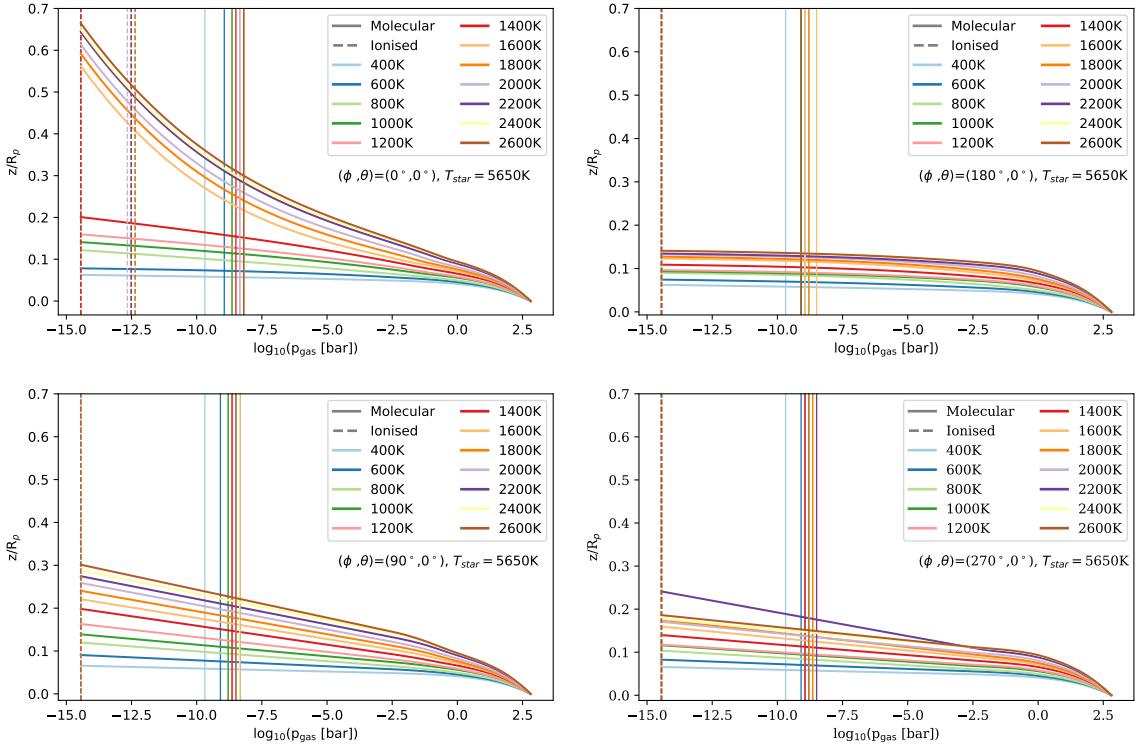 0.7
0.6
0.5
0.4
0.3
0.2
0.1
0.0
z/Rₚ
−15.0 −12.5 −10.0 −7.5 −5.0 −2.5 0.0 2.5
log₁₀(p_gas [bar])
Molecular 1400K
Ionised 1600K
400K 1800K
600K 2000K
800K 2200K
1000K 2400K
1200K 2600K
(ϕ ,θ)=(0°,0°), T_star = 5650K
0.7
0.6
0.5
0.4
0.3
0.2
0.1
0.0
z/Rₚ
−15.0 −12.5 −10.0 −7.5 −5.0 −2.5 0.0 2.5
log₁₀(p_gas [bar])
Molecular 1400K
Ionised 1600K
400K 1800K
600K 2000K
800K 2200K
1000K 2400K
1200K 2600K
(ϕ ,θ)=(180°,0°), T_star = 5650K
0.7
0.6
0.5
0.4
0.3
0.2
0.1
0.0
z/Rₚ
−15.0 −12.5 −10.0 −7.5 −5.0 −2.5 0.0 2.5
log₁₀(p_gas [bar])
Molecular 1400K
Ionised 1600K
400K 1800K
600K 2000K
800K 2200K
1000K 2400K
1200K 2600K
(ϕ ,θ)=(90°,0°), T_star = 5650K
0.7
0.6
0.5
0.4
0.3
0.2
0.1
0.0
z/Rₚ
−15.0 −12.5 −10.0 −7.5 −5.0 −2.5 0.0 2.5
log₁₀(p_gas [bar])
Molecular 1400K
Ionised 1600K
400K 1800K
600K 2000K
800K 2200K
1000K 2400K
1200K 2600K
(ϕ ,θ)=(270°,0°), T_star = 5650K